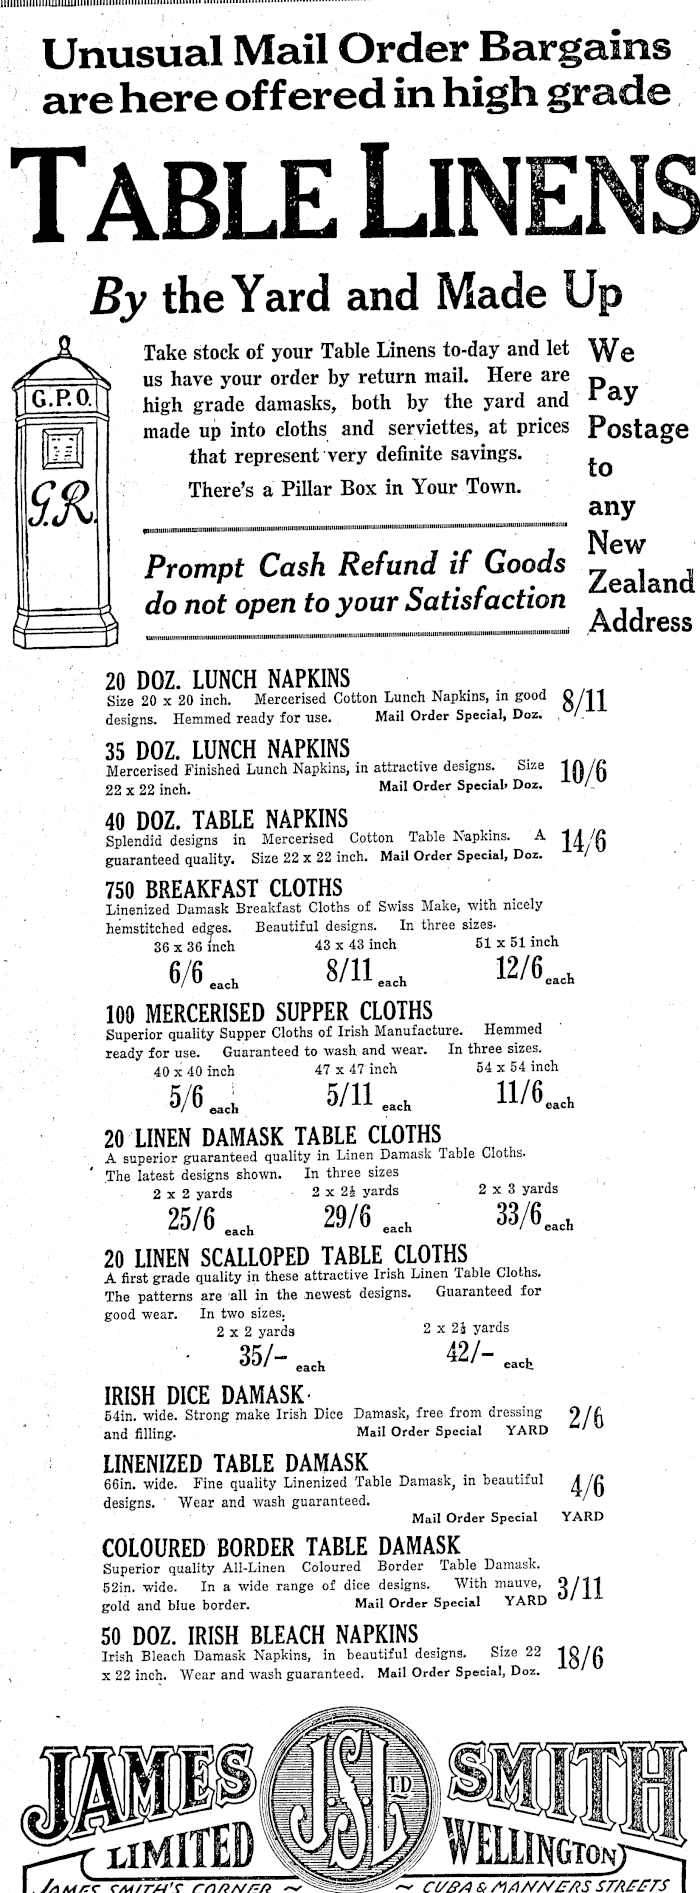 Unusual Mail Order Bargains
are here offered in high grade
TABLE LINENS
By the Yard and Made Up
G.P.O.
G.R.
Take stock of your Table Linens to-day and let
us have your order by return mail. Here are
high grade damasks, both by the yard and
made up into cloths and serviettes, at prices
that represent very definite savings.
There's a Pillar Box in Your Town.
Prompt Cash Refund if Goods
do not open to your Satisfaction
We
Pay
Postage
to
any
New
Zealand
Address
20 DOZ. LUNCH NAPKINS
Size 20 x 20 inch. Mercerised Cotton Lunch Napkins, in good
designs. Hemmed ready for use. Mail Order Special, Doz. 8/11
35 DOZ. LUNCH NAPKINS
Mercerised Finished Lunch Napkins, in attractive designs. Size
22 x 22 inch. Mail Order Special, Doz. 10/6
40 DOZ. TABLE NAPKINS
Splendid designs in Mercerised Cotton Table Napkins. A
guaranteed quality. Size 22 x 22 inch. Mail Order Special, Doz. 14/6
750 BREAKFAST CLOTHS
Linenized Damask Breakfast Cloths of Swiss Make, with nicely
hemstitched edges. Beautiful designs. In three sizes.
36 x 36 inch 43 x 43 inch 51 x 51 inch
6/6 each 8/11 each 12/6 each
100 MERCERISED SUPPER CLOTHS
Superior quality Supper Cloths of Irish Manufacture. Hemmed
ready for use. Guaranteed to wash and wear. In three sizes.
40 x 40 inch 47 x 47 inch 54 x 54 inch
5/6 each 5/11 each 11/6 each
20 LINEN DAMASK TABLE CLOTHS
A superior guaranteed quality in Linen Damask Table Cloths.
The latest designs shown. In three sizes
2 x 2 yards 2 x 2½ yards 2 x 3 yards
25/6 each 29/6 each 33/6 each
20 LINEN SCALLOPED TABLE CLOTHS
A first grade quality in these attractive Irish Linen Table Cloths.
The patterns are all in the newest designs. Guaranteed for
good wear. In two sizes.
2 x 2 yards 2 x 2½ yards
35/- each 42/- each
IRISH DICE DAMASK
54in. wide. Strong make Irish Dice Damask, free from dressing
and filling. Mail Order Special YARD 2/6
LINENIZED TABLE DAMASK
66in. wide. Fine quality Linenized Table Damask, in beautiful
designs. Wear and wash guaranteed. 4/6
Mail Order Special YARD
COLOURED BORDER TABLE DAMASK
Superior quality All-Linen Coloured Border Table Damask.
52in. wide. In a wide range of dice designs. With mauve,
gold and blue border. Mail Order Special YARD 3/11
50 DOZ. IRISH BLEACH NAPKINS
Irish Bleach Damask Napkins, in beautiful designs. Size 22
x 22 inch. Wear and wash guaranteed. Mail Order Special, Doz. 18/6
JAMES SMITH
J.S. LTD
LIMITED WELLINGTON
JAMES SMITH'S CORNER ~ ~ CUBA & MANNERS STREETS